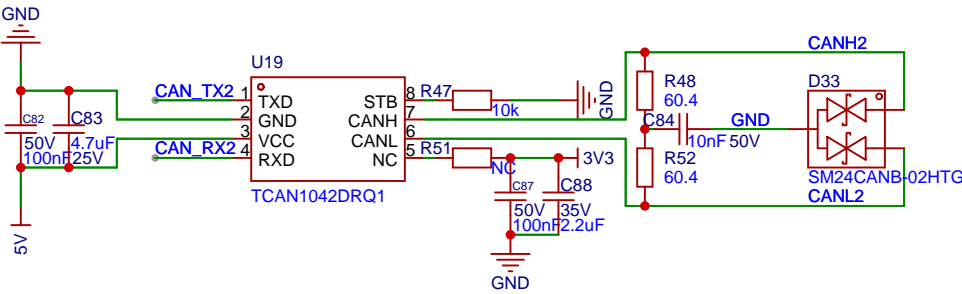 GND
CANH2
U19
D33
CAN_TX2
1
TXD
STB
8
R47
10k
GND
R48
60.4
2
GND
CANH
7
C82
50V
100nF
C83
4.7uF
25V
3
VCC
CANL
6
C84
10nF
50V
GND
CAN_RX2
4
RXD
NC
5
R51
NC
3V3
R52
60.4
TCAN1042DRQ1
SM24CANB-02HTG
CANL2
C87
50V
100nF
C88
35V
2.2uF
5V
GND